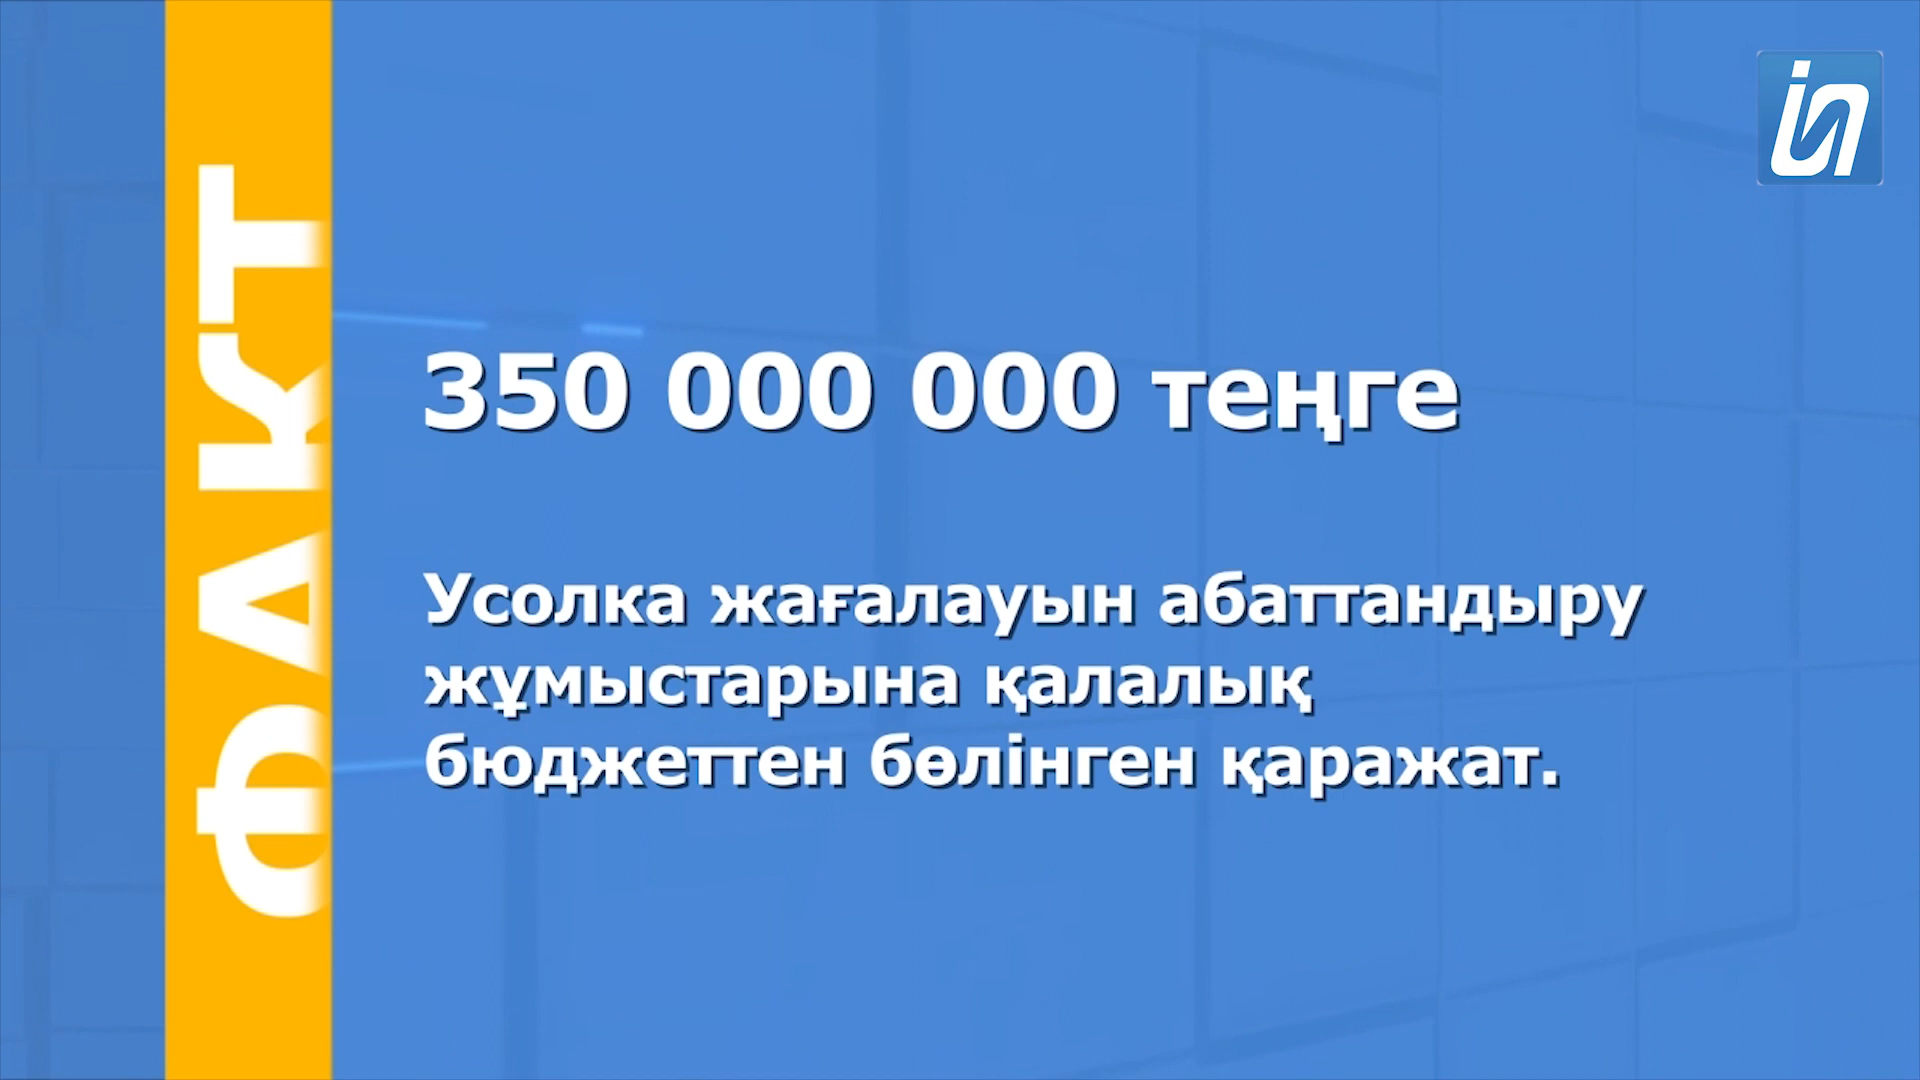 ФАКТ
350 000 000 теңге
Усолка жағалауын абаттандыру
жұмыстарына қалалық
бюджеттен бөлінген қаражат.